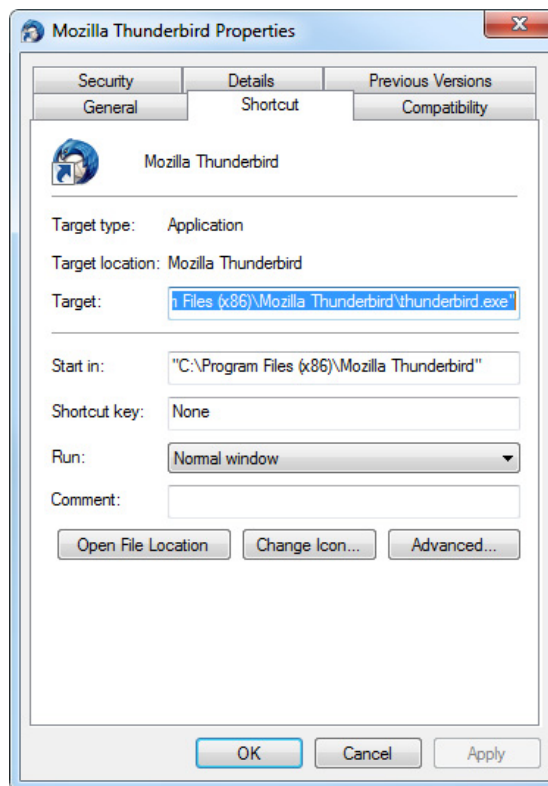 Mozilla Thunderbird Properties
Security Details Previous Versions
General Shortcut Compatibility
Mozilla Thunderbird
Target type: Application
Target location: Mozilla Thunderbird
Target: Files (x86)\Mozilla Thunderbird\thunderbird.exe"
Start in: "C:\Program Files (x86)\Mozilla Thunderbird"
Shortcut key: None
Run: Normal window
Comment:
Open File Location Change Icon... Advanced...
OK Cancel Apply